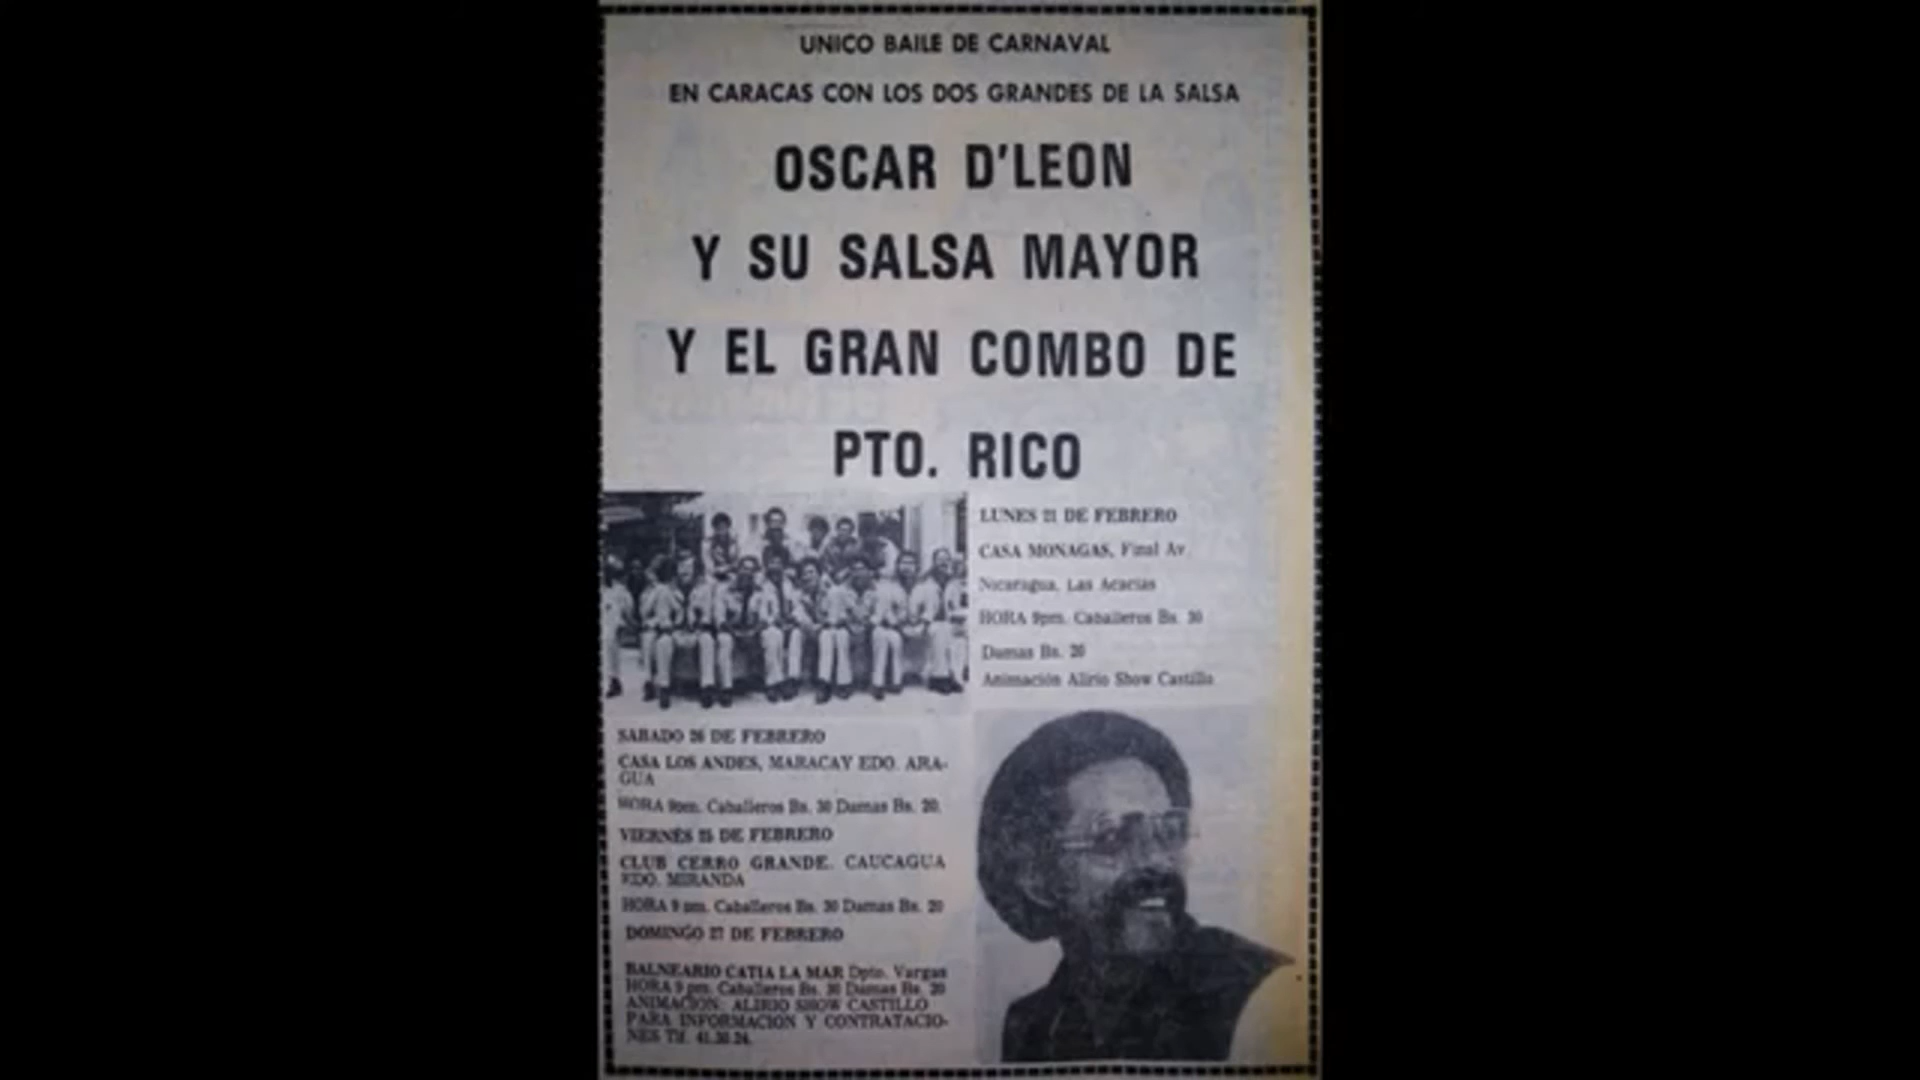 UNICO BAILE DE CARNAVAL
EN CARACAS CON LOS DOS GRANDES DE LA SALSA
OSCAR D'LEON
Y SU SALSA MAYOR
Y EL GRAN COMBO DE
PTO. RICO
LUNES 21 DE FEBRERO
CASA MONAGAS, Final Av.
Nicaragua, Las Acacias
HORA 9pm. Caballeros Bs. 30
Damas Bs. 20
Animación Alirio Show Castillo
SABADO 26 DE FEBRERO
CASA LOS ANDES, MARACAY EDO. ARA-
GUA
HORA 9pm. Caballeros Bs. 30 Damas Bs. 20.
VIERNES 25 DE FEBRERO
CLUB CERRO GRANDE. CAUCAGUA
EDO. MIRANDA
HORA 9 pm. Caballeros Bs. 30 Damas Bs. 20
DOMINGO 27 DE FEBRERO
BALNEARIO CATIA LA MAR Dpto. Vargas
HORA 9 pm. Caballeros Bs. 30 Damas Bs. 20
ANIMACION: ALIRIO SHOW CASTILLO
PARA INFORMACION Y CONTRATACIO-
NES Tlf. 41.30.24.